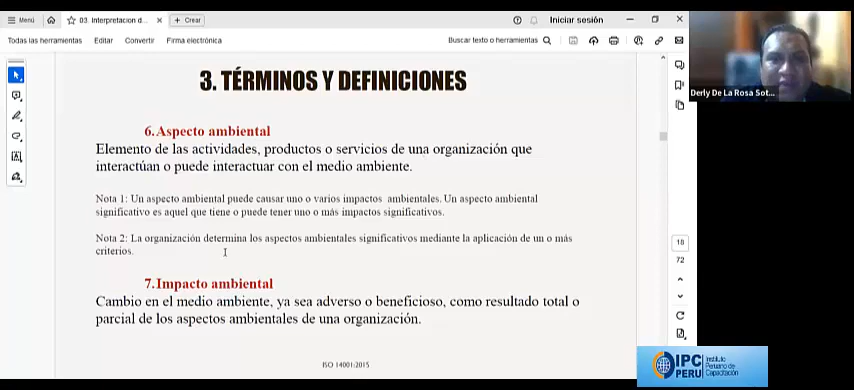 Menú
03. Interpretacion d...
+ Crear
Iniciar sesión
Todas las herramientas
Editar
Convertir
Firma electrónica
Buscar texto o herramientas
3. TÉRMINOS Y DEFINICIONES
6. Aspecto ambiental
Elemento de las actividades, productos o servicios de una organización que
interactúan o puede interactuar con el medio ambiente.
Nota 1: Un aspecto ambiental puede causar uno o varios impactos ambientales. Un aspecto ambiental
significativo es aquel que tiene o puede tener uno o más impactos significativos.
Nota 2: La organización determina los aspectos ambientales significativos mediante la aplicación de un o más
criterios.
7. Impacto ambiental
Cambio en el medio ambiente, ya sea adverso o beneficioso, como resultado total o
parcial de los aspectos ambientales de una organización.
ISO 14001:2015
18
72
Derly De La Rosa Sot...
IPC
PERU
Instituto
Peruano de
Capacitación